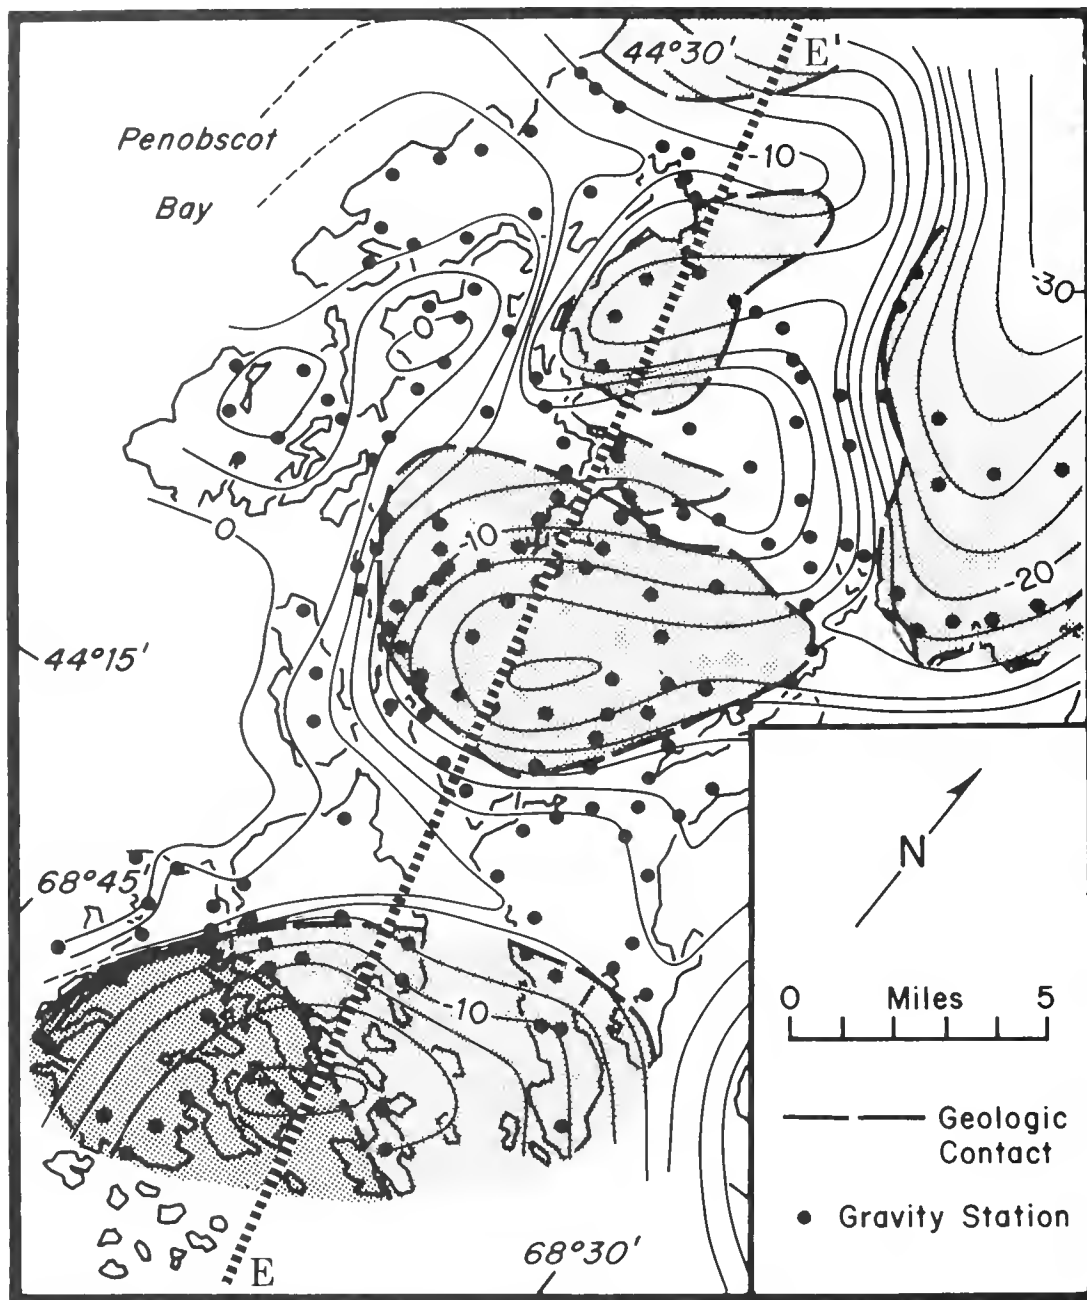 44°30'
E'
Penobscot
Bay
-10
-30
0
0
-10
-20
44°15'
N
68°45'
0 Miles 5
-10
Geologic
Contact
Gravity Station
68°30'
E